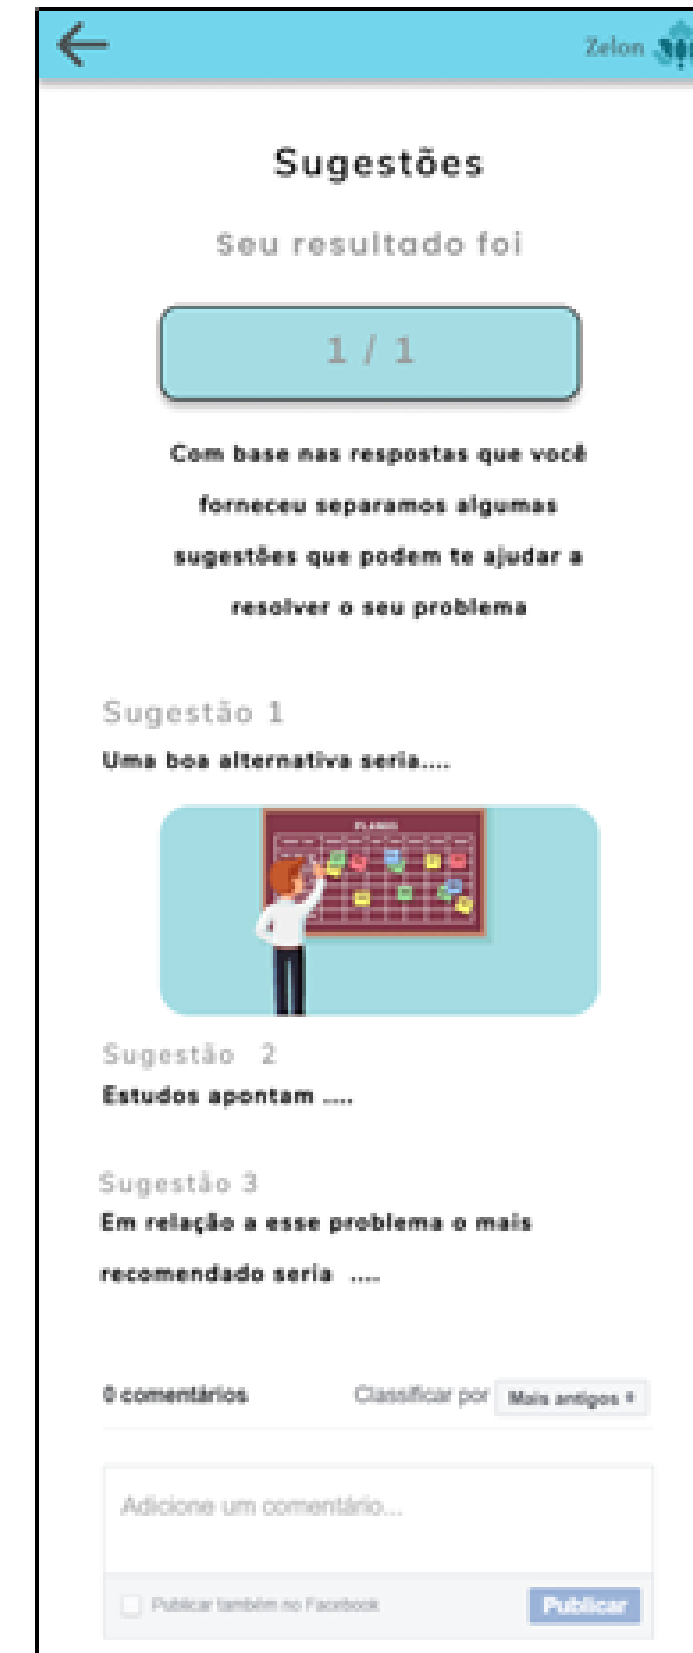 Zelon
Sugestões
Seu resultado foi
1 / 1
Com base nas respostas que você
forneceu separamos algumas
sugestões que podem te ajudar a
resolver o seu problema
Sugestão 1
Uma boa alternativa seria....
PLANOS
Sugestão 2
Estudos apontam ....
Sugestão 3
Em relação a esse problema o mais
recomendado seria ....
0 comentários Classificar por Mais antigos
Adicione um comentário...
Publicar também no Facebook Publicar